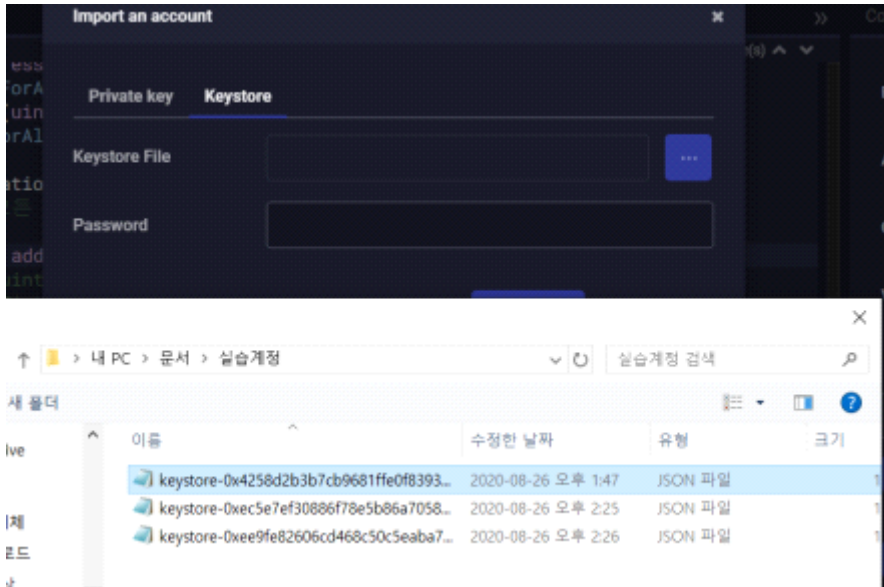 Import an account
Private key Keystore
Keystore File
...
Password
내 PC > 문서 > 실습계정
실습계정 검색
새 폴더
이름 수정한 날짜 유형 크기
keystore-0x4258d2b3b7cb9681ffe0f8393... 2020-08-26 오후 1:47 JSON 파일
keystore-0xec5e7ef30886f78e5b86a7058... 2020-08-26 오후 2:25 JSON 파일
keystore-0xee9fe82606cd468c50c5eaba7... 2020-08-26 오후 2:26 JSON 파일